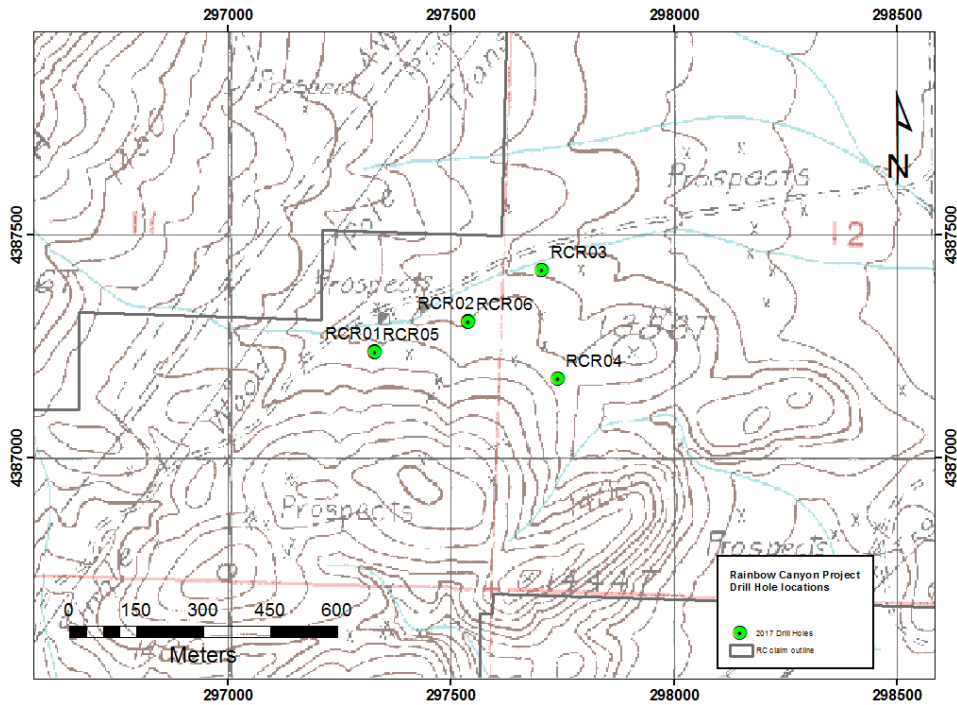 297000 297500 298000 298500
Prospect
Prospects
N
11
12
4387500
4387500
RCR03
Prospects
RCR02 RCR06
RCR01 RCR05
RCR04
4387000
4387000
Prospects
Prospects
Rainbow Canyon Project
Drill Hole locations
2017 Drill Holes
RC claim outline
0 150 300 450 600
Meters
297000 297500 298000 298500